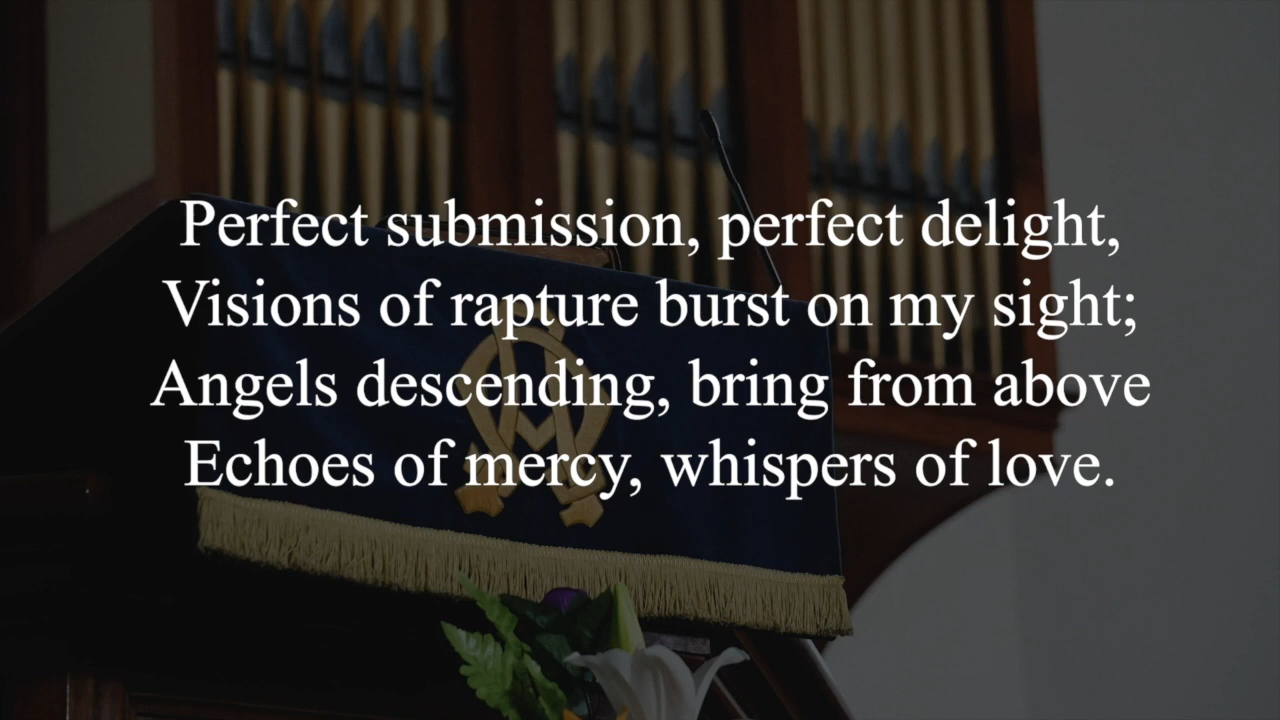 Perfect submission, perfect delight,
Visions of rapture burst on my sight;
Angels descending, bring from above
Echoes of mercy, whispers of love.